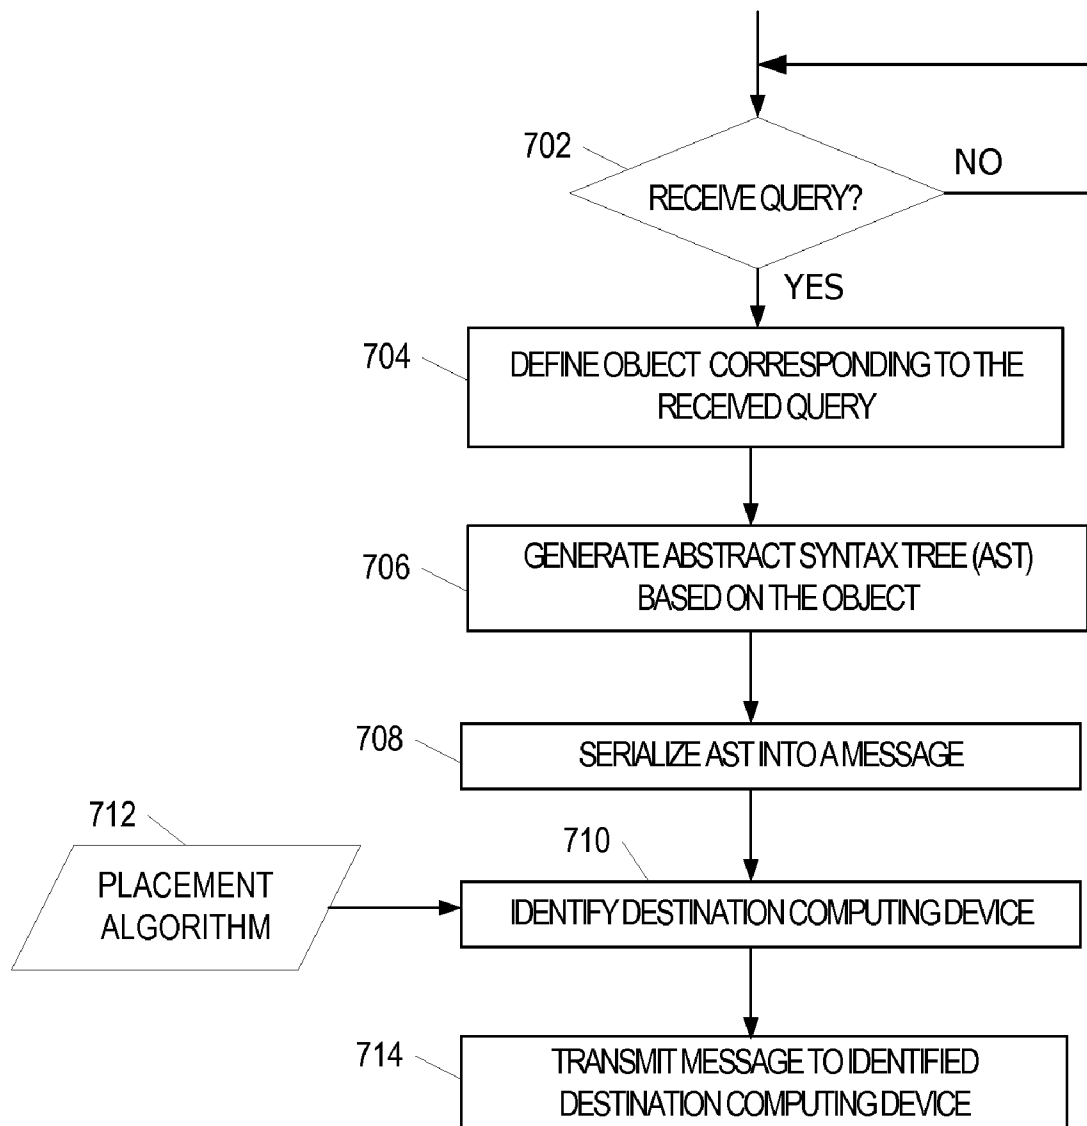 702
NO
RECEIVE QUERY?
YES
704
DEFINE OBJECT CORRESPONDING TO THE
RECEIVED QUERY
706
GENERATE ABSTRACT SYNTAX TREE (AST)
BASED ON THE OBJECT
708
SERIALIZE AST INTO A MESSAGE
712
710
PLACEMENT
ALGORITHM
IDENTIFY DESTINATION COMPUTING DEVICE
714
TRANSMIT MESSAGE TO IDENTIFIED
DESTINATION COMPUTING DEVICE